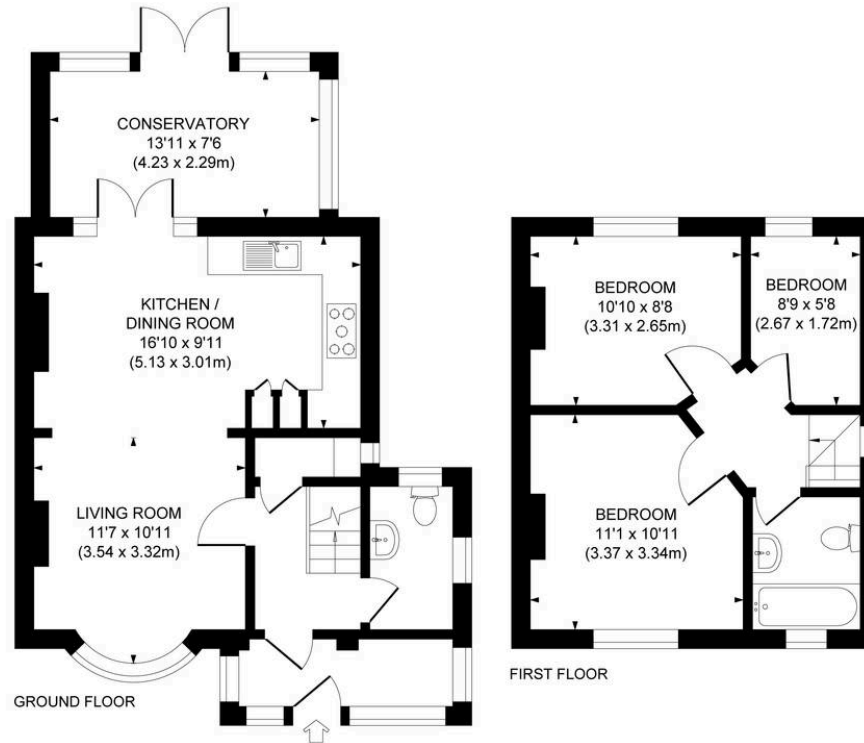 CONSERVATORY
13'11 x 7'6
(4.23 x 2.29m)
KITCHEN /
DINING ROOM
16'10 x 9'11
(5.13 x 3.01m)
LIVING ROOM
11'7 x 10'11
(3.54 x 3.32m)
GROUND FLOOR
BEDROOM
10'10 x 8'8
(3.31 x 2.65m)
BEDROOM
8'9 x 5'8
(2.67 x 1.72m)
BEDROOM
11'1 x 10'11
(3.37 x 3.34m)
FIRST FLOOR